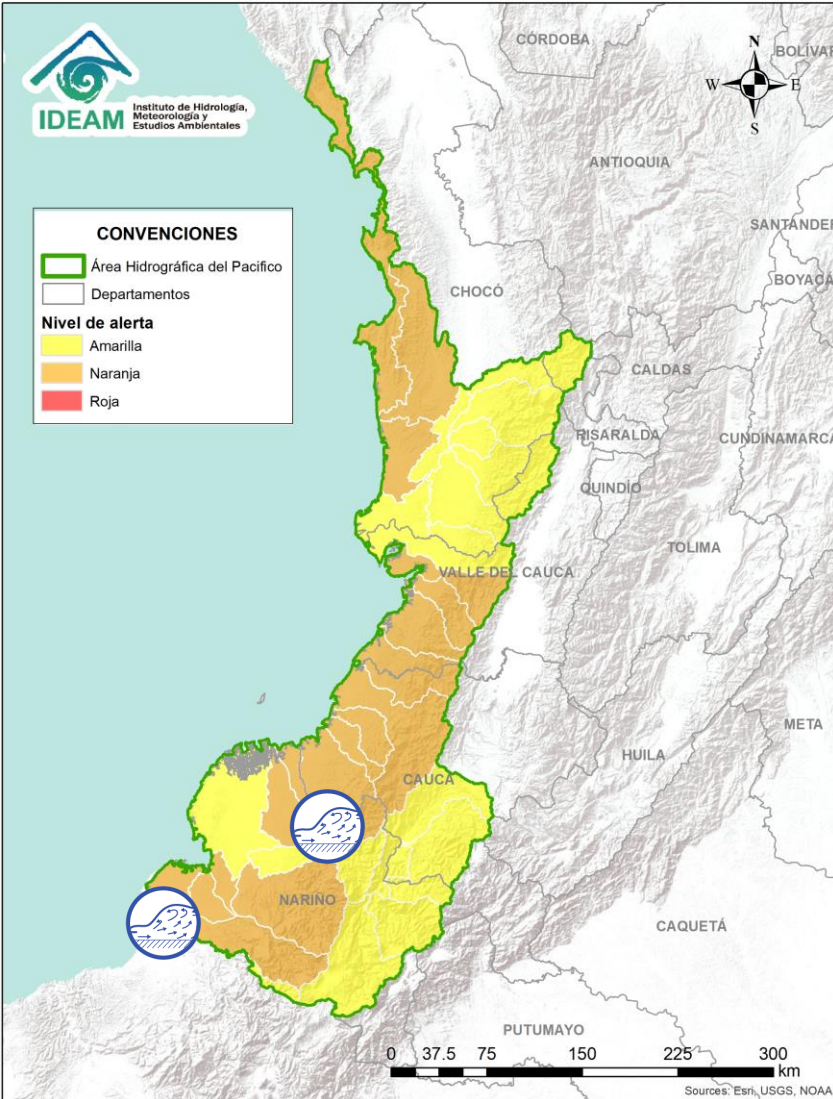 IDEAM
Instituto de Hidrología,
Meteorología y
Estudios Ambientales
CÓRDOBA
BOLÍVAR
N
W
E
S
ANTIOQUIA
SANTANDER
CONVENCIONES
Área Hidrográfica del Pacifico
Departamentos
Nivel de alerta
Amarilla
Naranja
Roja
BOYACÁ
CHOCÓ
CALDAS
RISARALDA
CUNDINAMARCA
QUINDÍO
TOLIMA
VALLE DEL CAUCA
META
HUILA
CAUCA
NARIÑO
CAQUETÁ
PUTUMAYO
0 37.5 75 150 225 300
km
Sources: Esri, USGS, NOAA